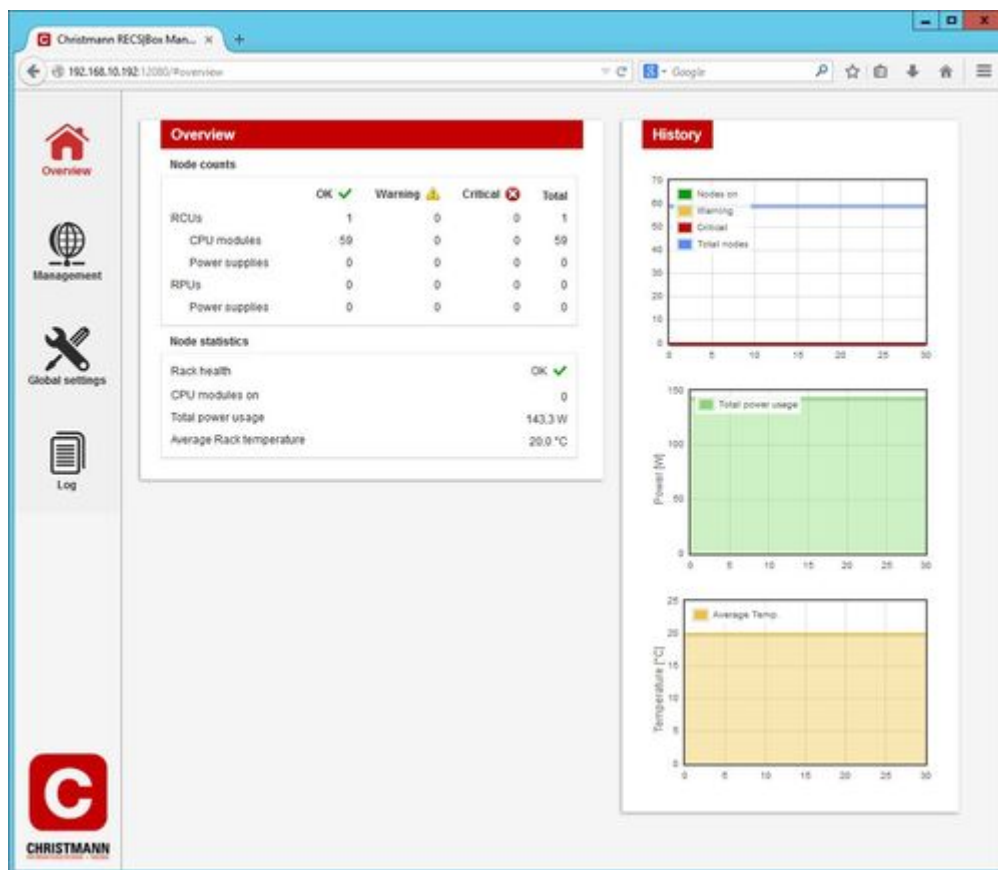 Christmann RECS|Box Man...
192.168.10.192:12080/#overview
Google
Overview
Management
Global settings
Log
CHRISTMANN
Overview
Node counts
OK Warning Critical Total
RCUs 1 0 0 1
CPU modules 59 0 0 59
Power supplies 0 0 0 0
RPUs 0 0 0 0
Power supplies 0 0 0 0
Node statistics
Rack health OK
CPU modules on 0
Total power usage 143,3 W
Average Rack temperature 20.0 °C
History
Nodes on
Warning
Critical
Total nodes
70
60
50
40
30
20
10
0
0 5 10 15 20 25 30
Total power usage
Power [W]
150
100
50
0
0 5 10 15 20 25 30
Average Temp.
Temperature [°C]
25
20
15
10
5
0
0 5 10 15 20 25 30